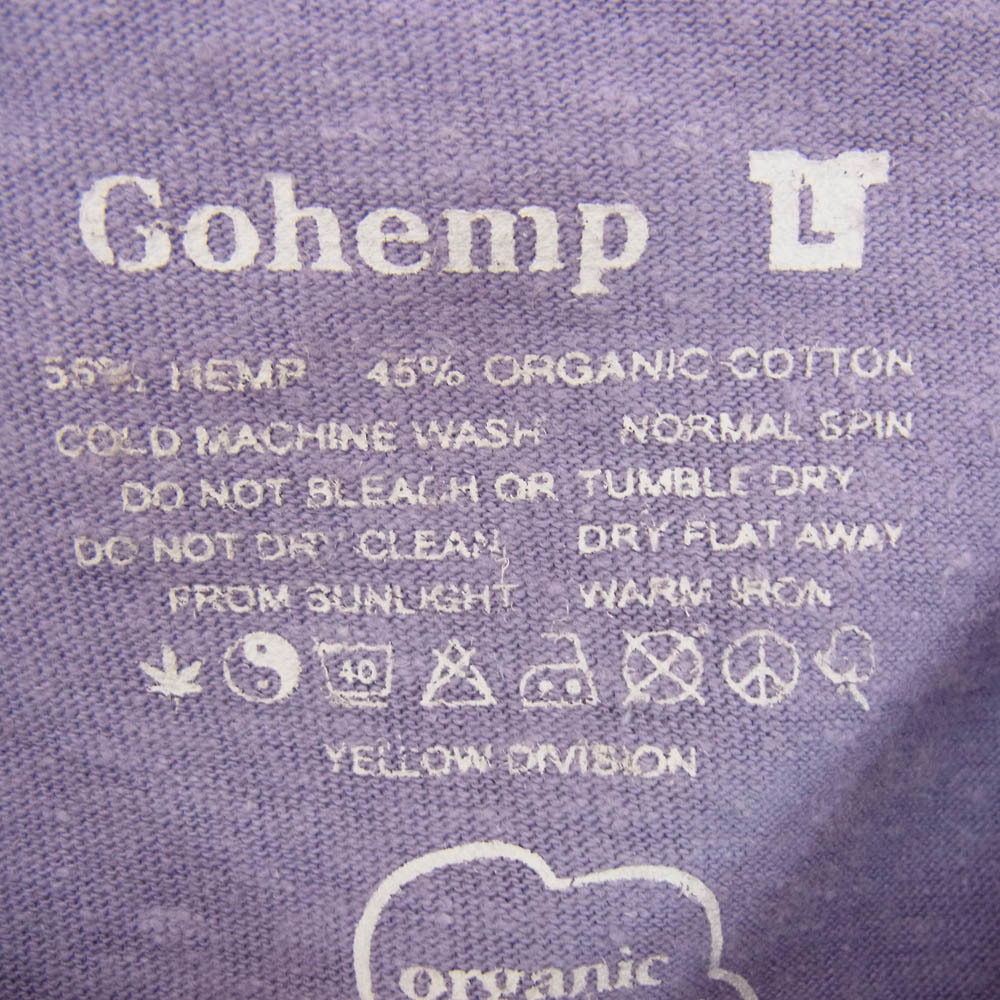 Gohemp L
55% HEMP 45% ORGANIC COTTON
COLD MACHINE WASH NORMAL SPIN
DO NOT BLEACH OR TUMBLE DRY
DO NOT DRY CLEAN, DRY FLAT AWAY
FROM SUNLIGHT WARM IRON
40
YELLOW DIVISION
organic